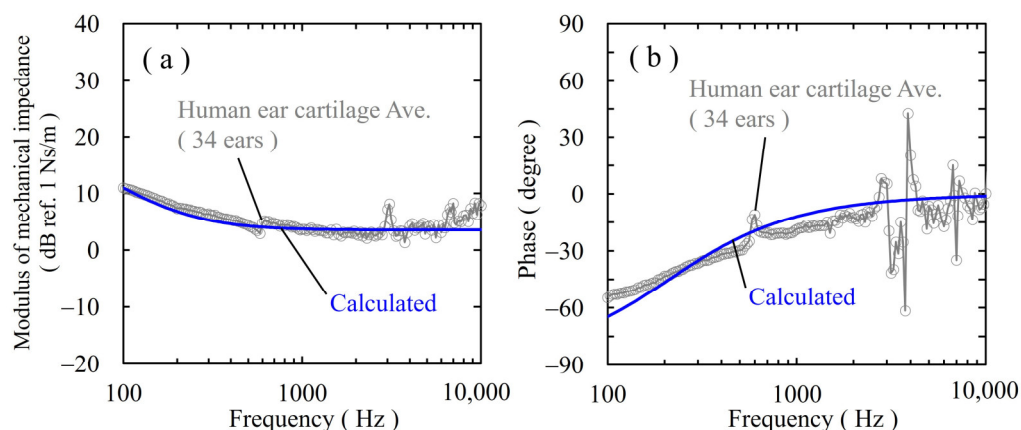 ( a )
40
30
20
10
0
−10
−20
Modulus of mechanical impedance
( dB ref. 1 Ns/m )
Human ear cartilage Ave.
( 34 ears )
Calculated
100
1000
10,000
Frequency ( Hz )
( b )
90
45
0
−30
−60
−90
Phase ( degree )
Human ear cartilage Ave.
( 34 ears )
Calculated
100
1000
10,000
Frequency ( Hz )